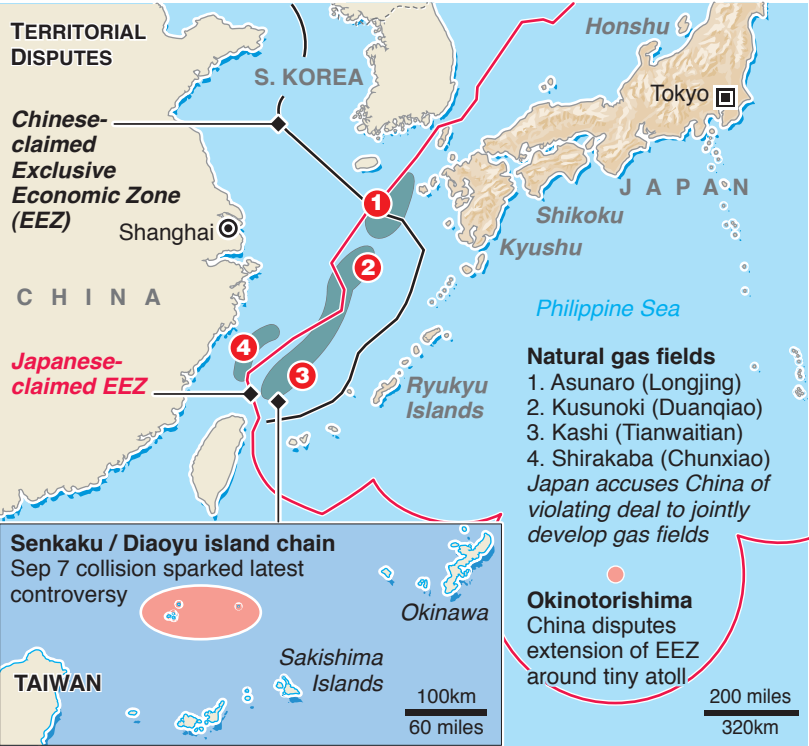 TERRITORIAL
DISPUTES
Honshu
S. KOREA
Tokyo
Chinese-
claimed
Exclusive
Economic Zone
(EEZ)
1
JAPAN
Shikoku
Shanghai
Kyushu
2
CHINA
Philippine Sea
4
Japanese-
claimed EEZ
3
Ryukyu
Islands
Natural gas fields
1. Asunaro (Longjing)
2. Kusunoki (Duanqiao)
3. Kashi (Tianwaitian)
4. Shirakaba (Chunxiao)
Japan accuses China of
violating deal to jointly
develop gas fields
Senkaku / Diaoyu island chain
Sep 7 collision sparked latest
controversy
Okinawa
Sakishima
Islands
TAIWAN
100km
60 miles
Okinotorishima
China disputes
extension of EEZ
around tiny atoll
200 miles
320km